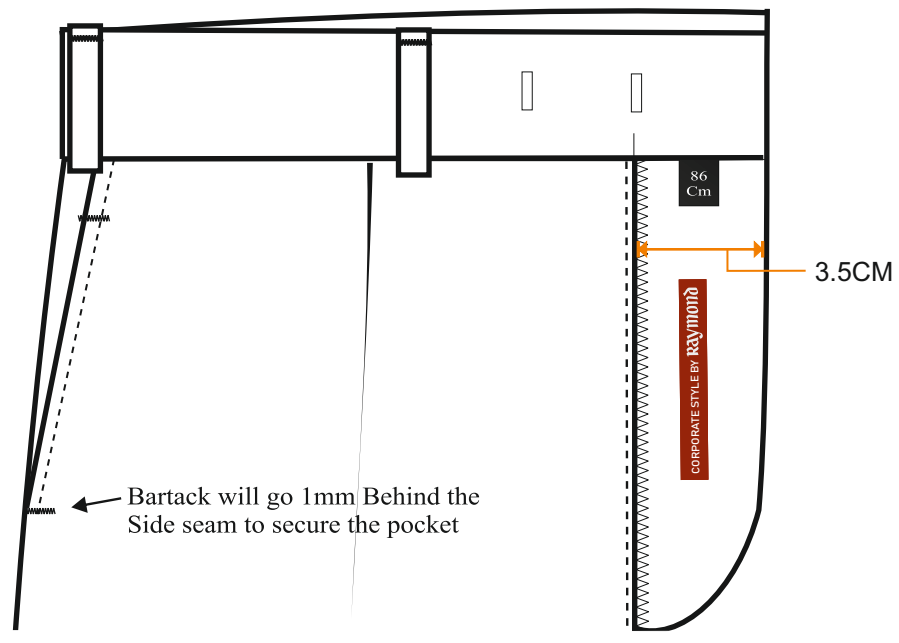 86
Cm
3.5CM
CORPORATE STYLE BY Raymond
Bartack will go 1mm Behind the
Side seam to secure the pocket